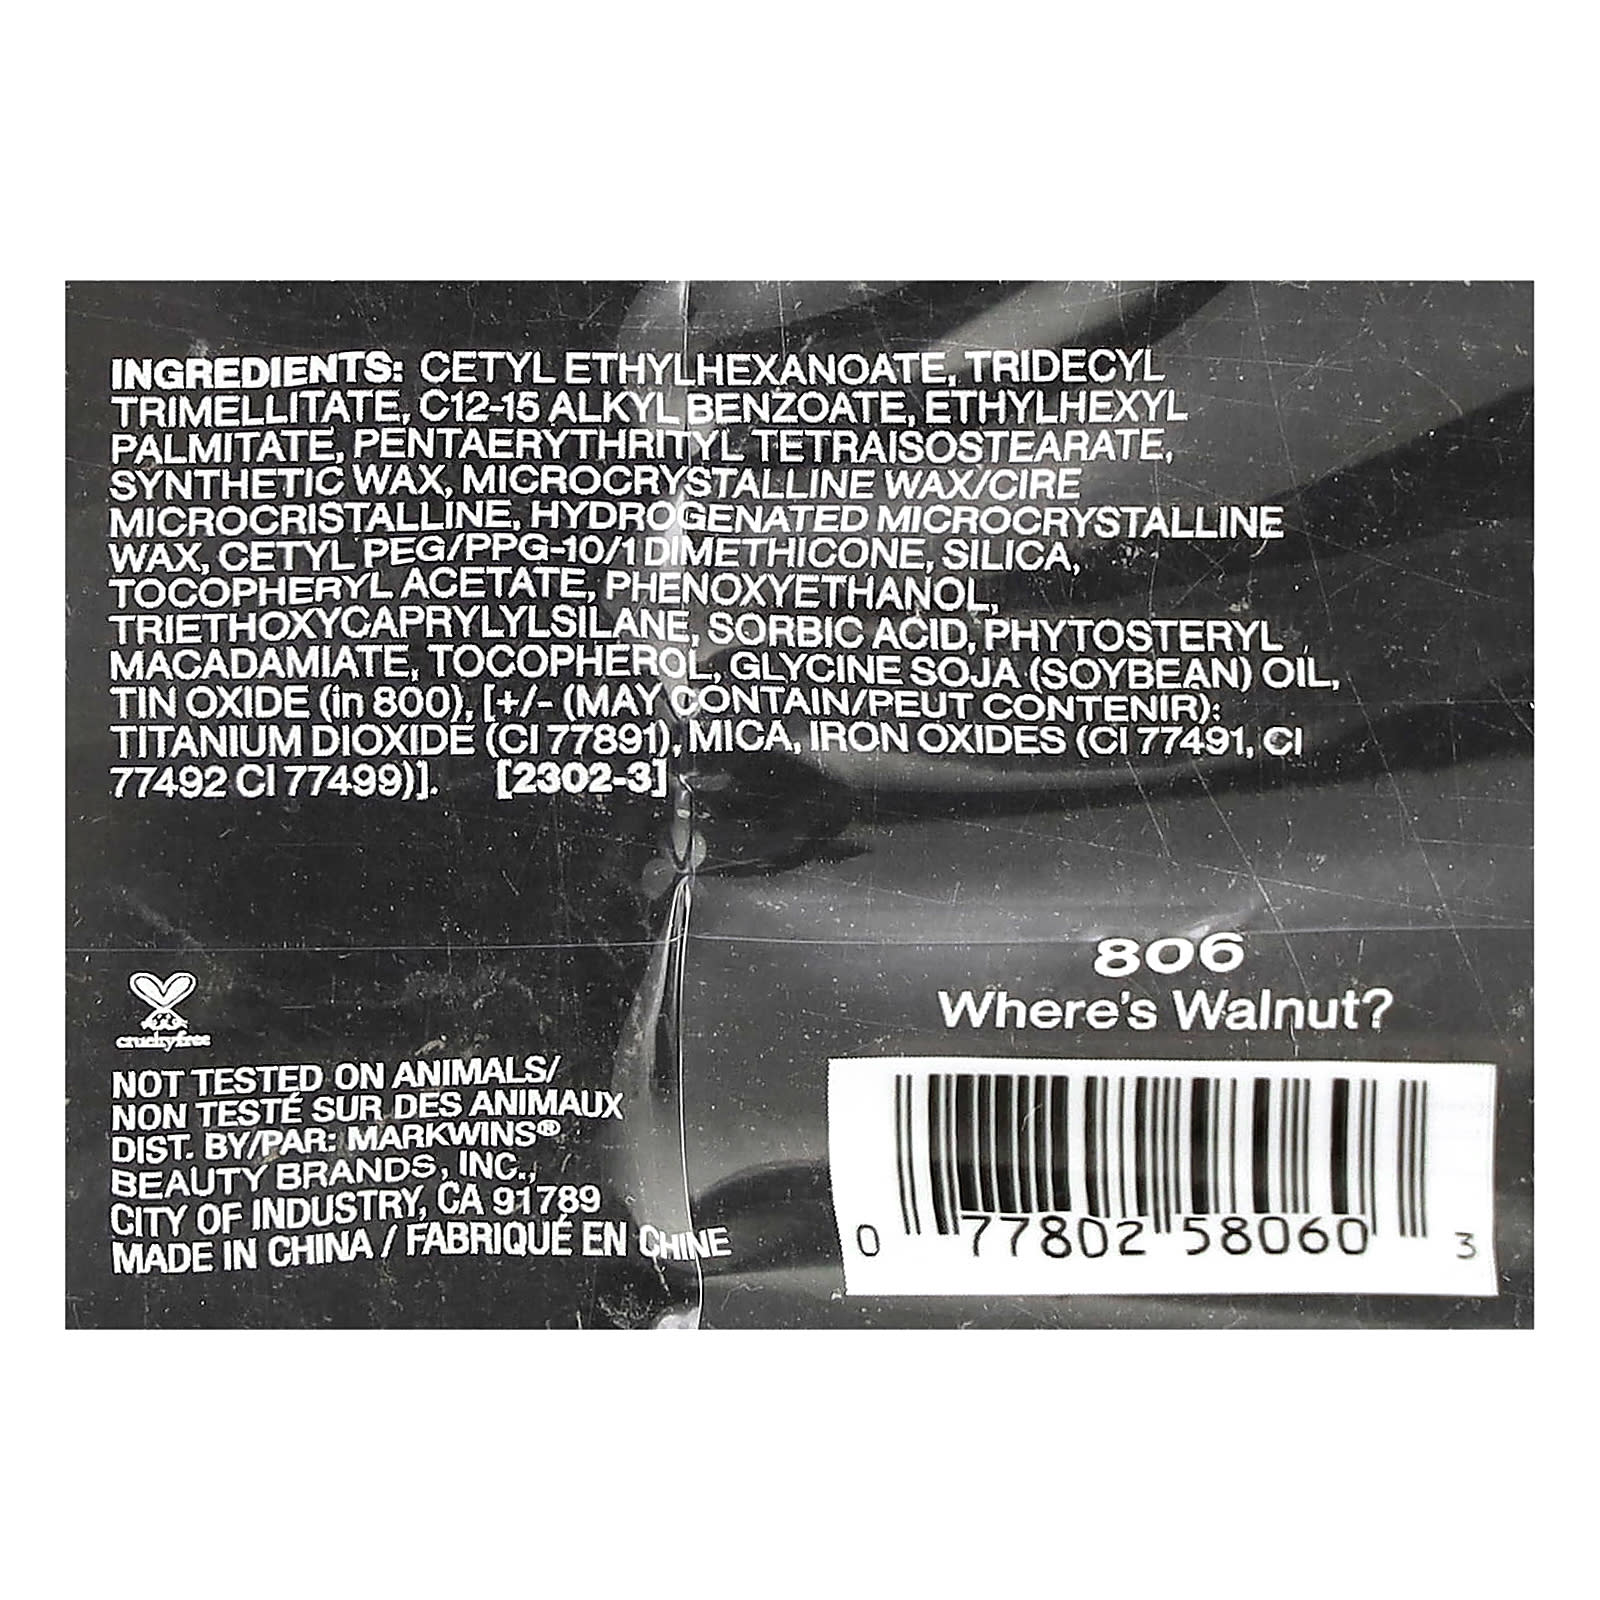 INGREDIENTS: CETYL ETHYLHEXANOATE, TRIDECYL
TRIMELLITATE, C12-15 ALKYL BENZOATE, ETHYLHEXYL
PALMITATE, PENTAERYTHRITYL TETRAISOSTEARATE,
SYNTHETIC WAX, MICROCRYSTALLINE WAX/CIRE
MICROCRISTALLINE, HYDROGENATED MICROCRYSTALLINE
WAX, CETYL PEG/PPG-10/1 DIMETHICONE, SILICA,
TOCOPHERYL ACETATE, PHENOXYETHANOL,
TRIETHOXYCAPRYLYLSILANE, SORBIC ACID, PHYTOSTERYL
MACADAMIATE, TOCOPHEROL, GLYCINE SOJA (SOYBEAN) OIL,
TIN OXIDE (in 800), [+/- (MAY CONTAIN/PEUT CONTENIR):
TITANIUM DIOXIDE (CI 77891), MICA, IRON OXIDES (CI 77491, CI
77492 CI 77499)]. [2302-3]
806
Where's Walnut?
crueltyfree
NOT TESTED ON ANIMALS/
NON TESTÉ SUR DES ANIMAUX
DIST. BY/PAR: MARKWINS®
BEAUTY BRANDS, INC.,
CITY OF INDUSTRY, CA 91789
MADE IN CHINA / FABRIQUÉ EN CHINE
0 77802 58060 3